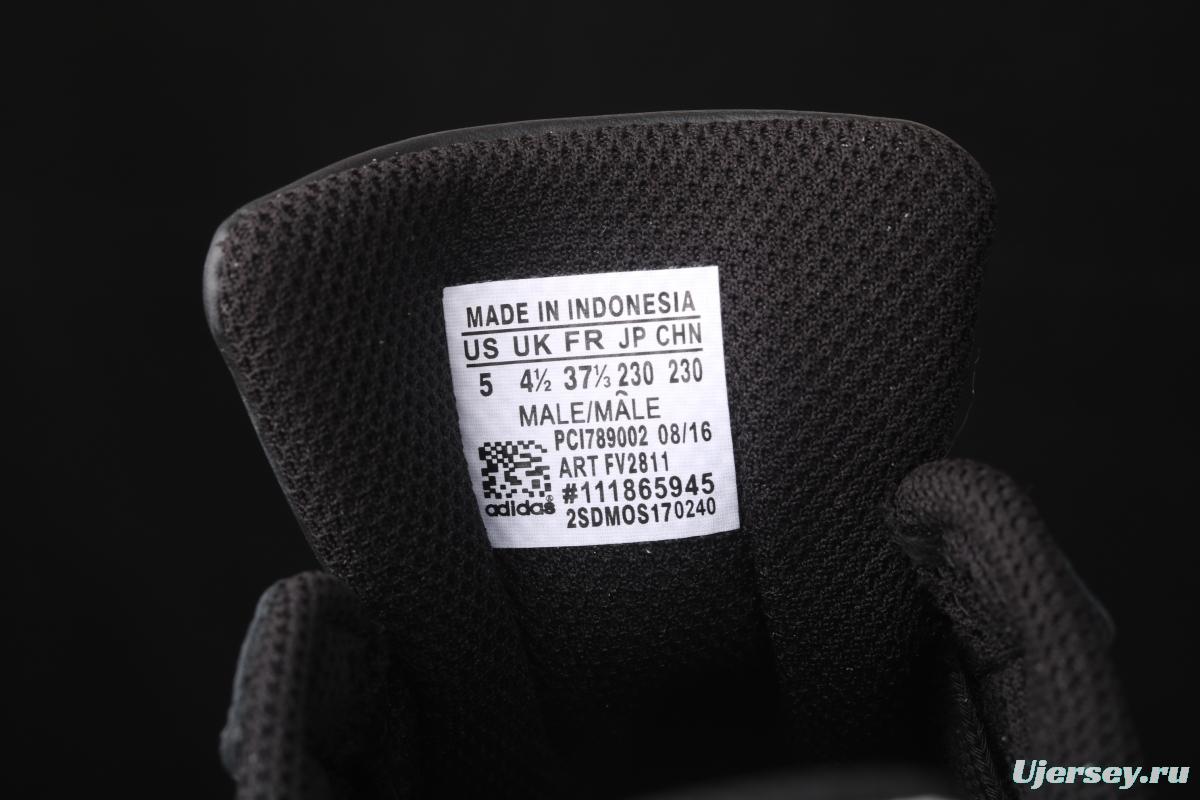 MADE IN INDONESIA
US UK FR JP CHN
5 4½ 37⅓ 230 230
MALE/MÂLE
PCI789002 08/16
ART FV2811
#111865945
adidas® 2SDMOS170240
Ujersey.ru